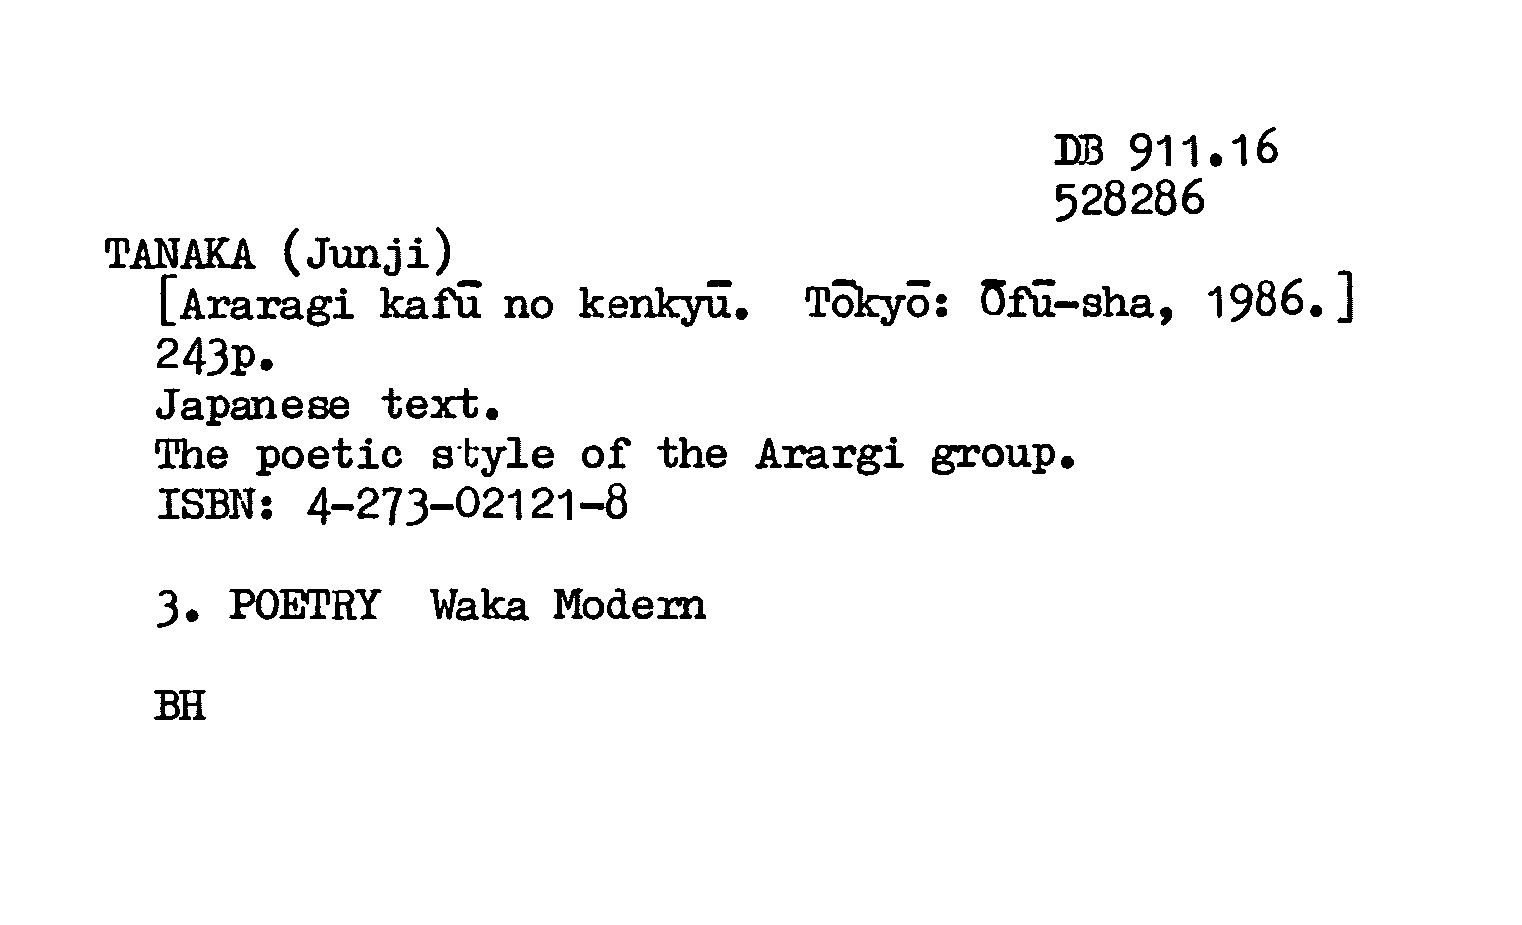 DB 911.16
528286
TANAKA (Junji)
[Araragi kafū no kenkyū. Tōkyō: Ōfū-sha, 1986.]
243p.
Japanese text.
The poetic style of the Arargi group.
ISBN: 4-273-02121-8
3. POETRY Waka Modern
BH